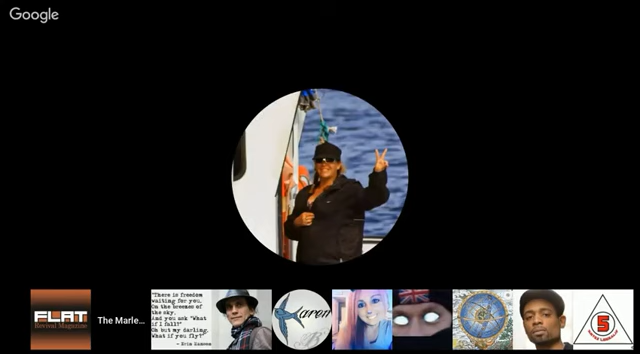 Google
FLAT
Revival Magazine
The Marle...
"There is freedom
waiting for you,
On the breezes of
the sky,
And you ask "What
if I fall?"
Oh but my darling,
What if you fly?"
- Erin Hanson
Karen
5